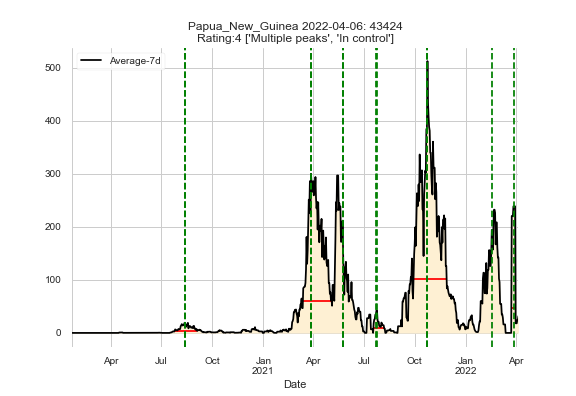 Papua_New_Guinea 2022-04-06: 43424
Rating:4 ['Multiple peaks', 'In control']
Average-7d
500
400
300
200
100
0
Apr
Jul
Oct
Jan
2021
Apr
Jul
Oct
Jan
2022
Apr
Date